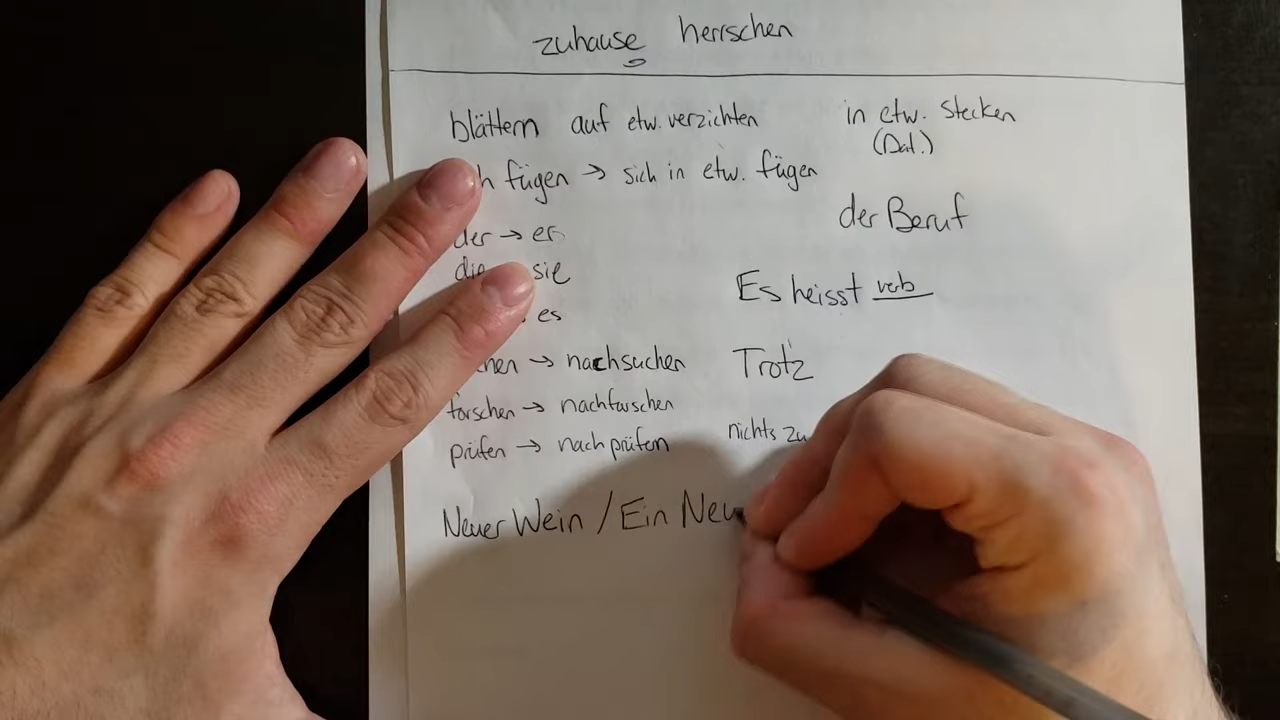 zuhause herrschen
blättern auf etw. verzichten in etw. stecken
(Dat.)
fügen → sich in etw. fügen
der Beruf
der → er
sie
Es heisst verb
es
→ nachsuchen Trotz
forschen → nachforschen
prüfen → nachprüfen nichts zu
Neuer Wein / Ein Neu